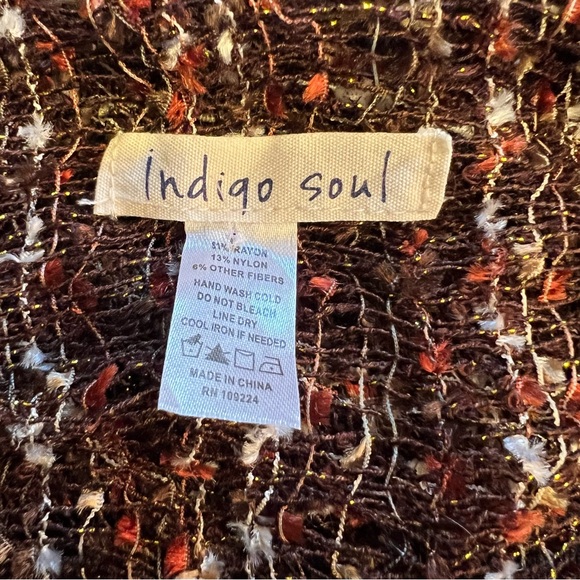 Indigo soul
81% RAYON
13% NYLON
6% OTHER FIBERS
HAND WASH COLD
DO NOT BLEACH
LINE DRY
COOL IRON IF NEEDED
MADE IN CHINA
RN 109224